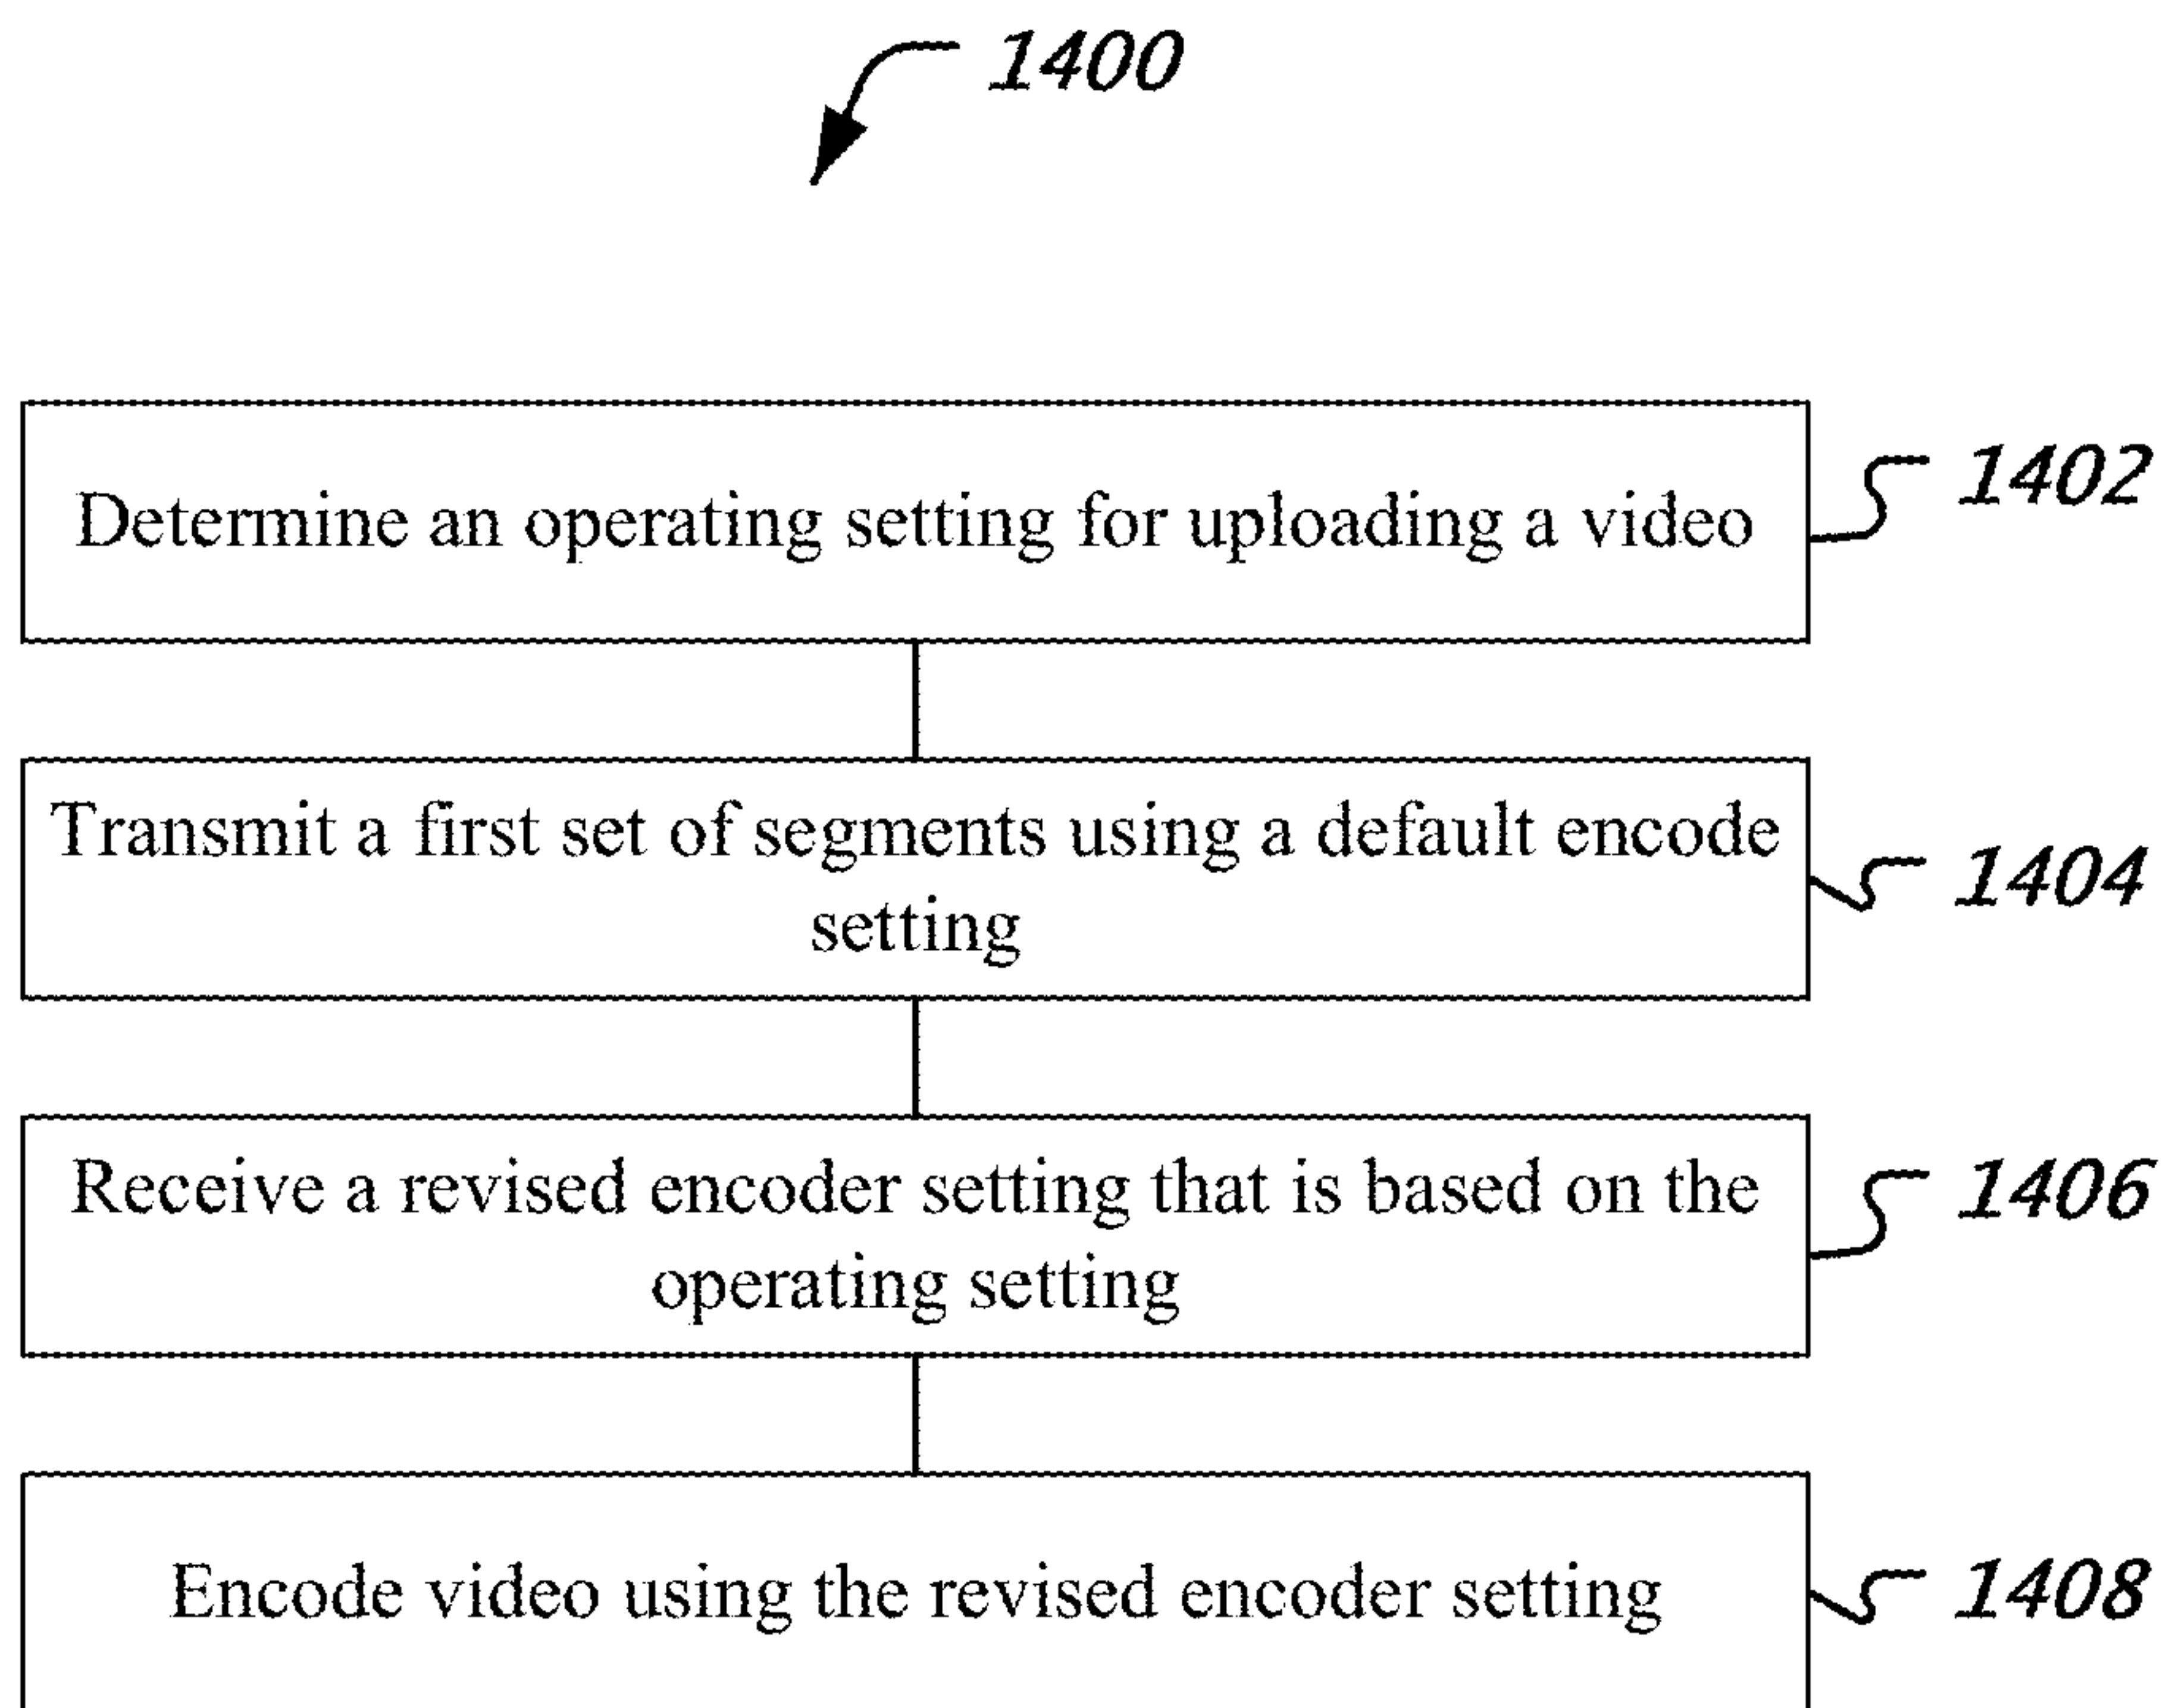 1400
Determine an operating setting for uploading a video
1402
Transmit a first set of segments using a default encode
setting
1404
Receive a revised encoder setting that is based on the
operating setting
1406
Encode video using the revised encoder setting
1408